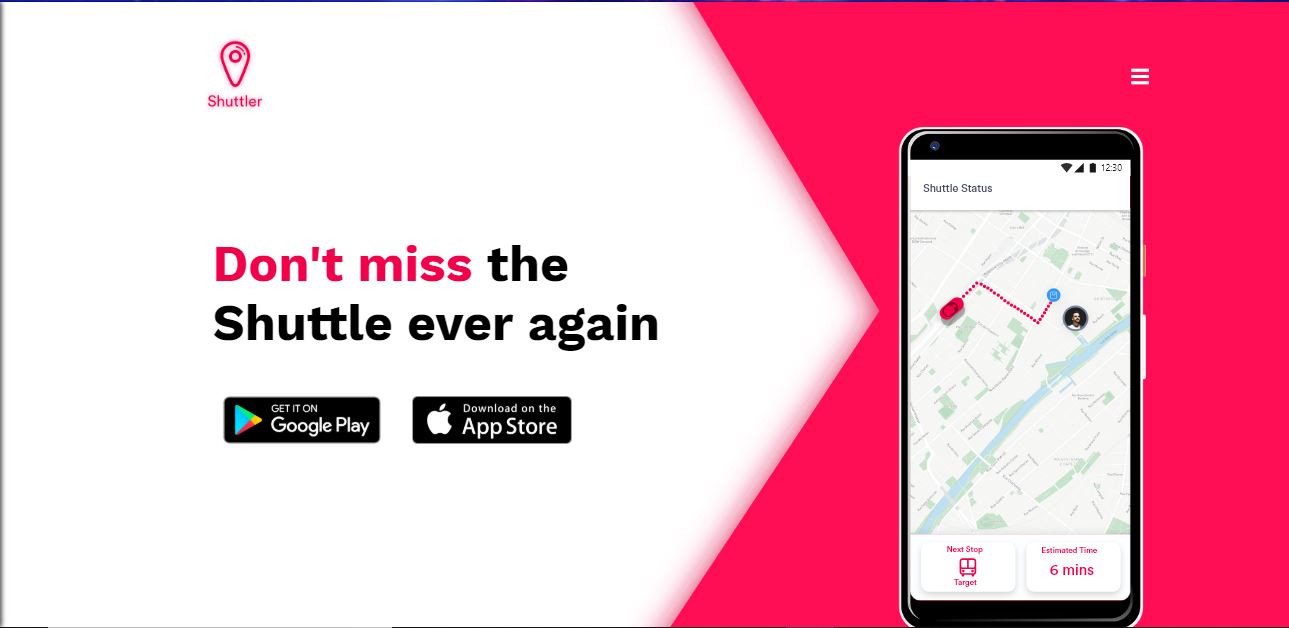 Shuttler
Don't miss the
Shuttle ever again
GET IT ON
Google Play
Download on the
App Store
12:30
Shuttle Status
Next Stop
Target
Estimated Time
6 mins